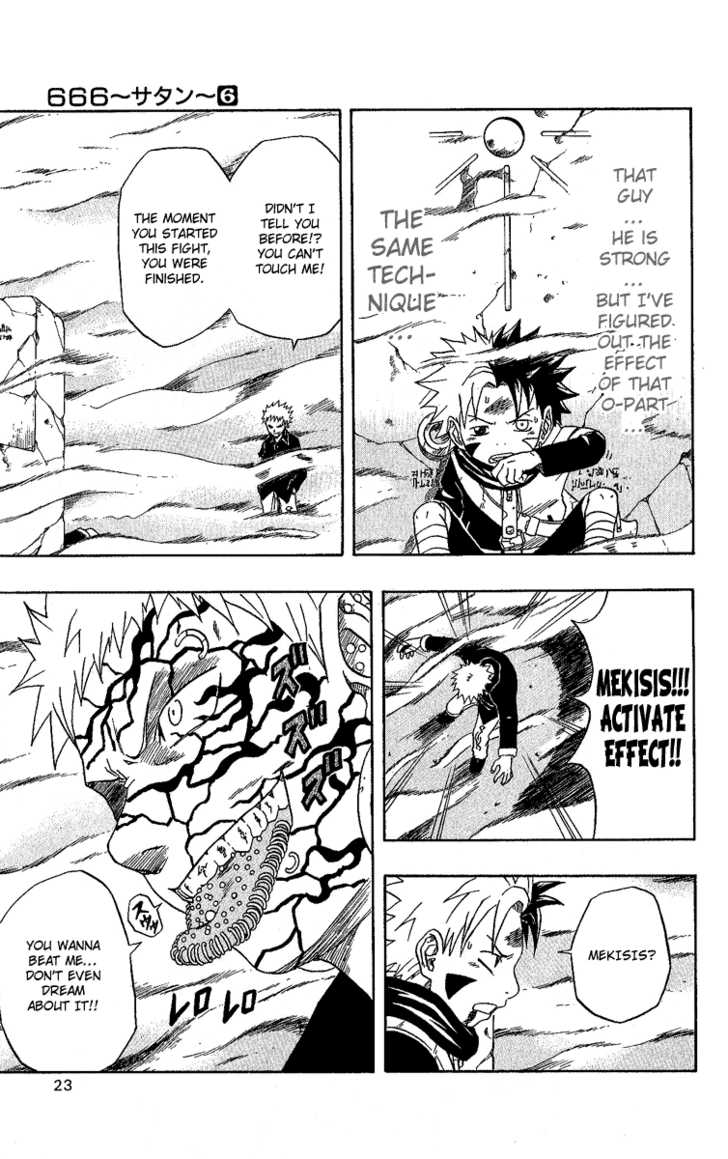 666～サタン～6
THAT
GUY
...
HE IS
STRONG
...
BUT I'VE
FIGURED
OUT THE
EFFECT
OF THAT
O-PART
...
THE
SAME
TECH-
NIQUE
...
DIDN'T I
TELL YOU
BEFORE!?
YOU CAN'T
TOUCH ME!
THE MOMENT
YOU STARTED
THIS FIGHT,
YOU WERE
FINISHED.
MEKISIS!!!
ACTIVATE
EFFECT!!
MEKISIS?
ズズズ
レロレロ
YOU WANNA
BEAT ME...
DON'T EVEN
DREAM
ABOUT IT!!
23